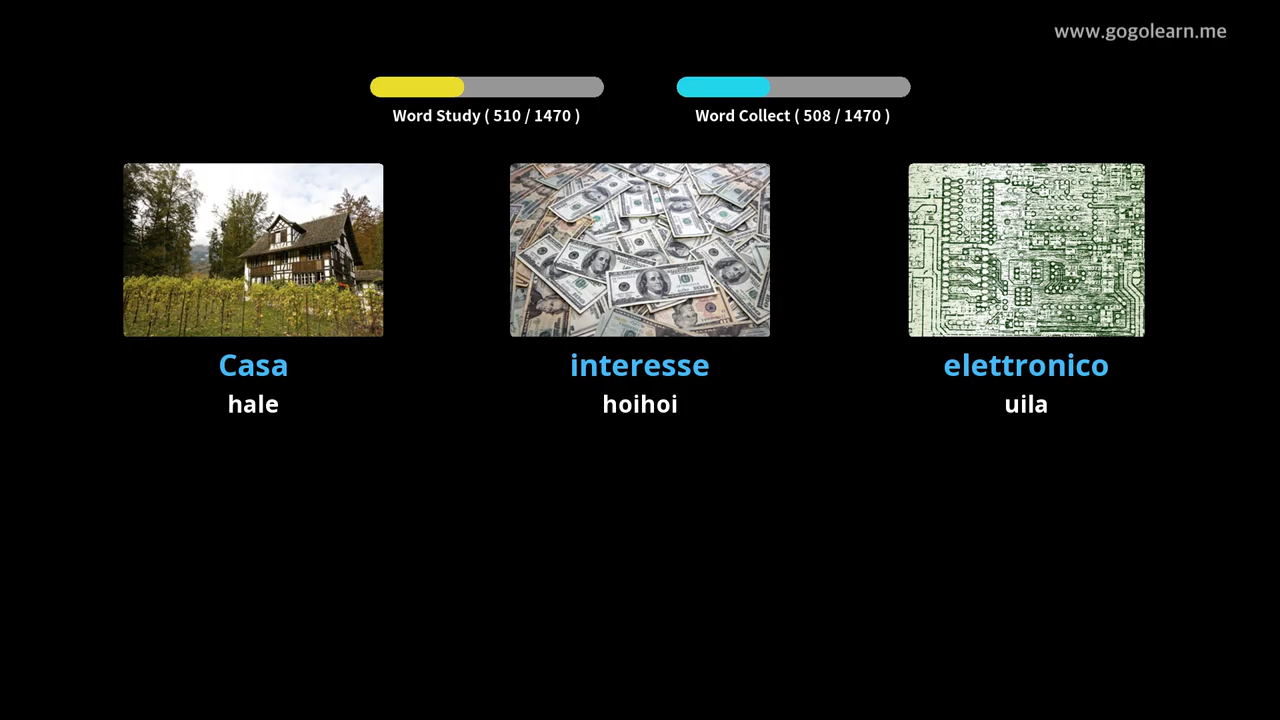 www.gogolearn.me
Word Study ( 510 / 1470 )
Word Collect ( 508 / 1470 )
Casa
hale
interesse
hoihoi
elettronico
uila